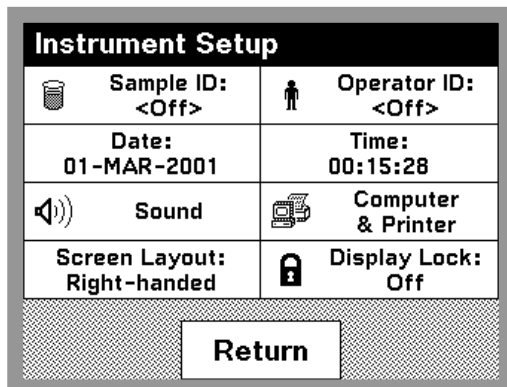 Instrument Setup
Sample ID:
<Off>
Operator ID:
<Off>
Date:
01-MAR-2001
Time:
00:15:28
Sound
Computer
& Printer
Screen Layout:
Right-handed
Display Lock:
Off
Return